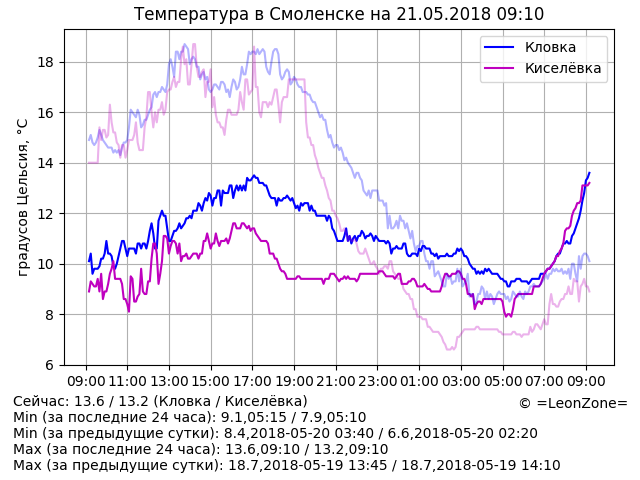 Температура в Смоленске на 21.05.2018 09:10
Кловка
Киселёвка
градусов Цельсия, °C
18
16
14
12
10
8
6
09:00 11:00 13:00 15:00 17:00 19:00 21:00 23:00 01:00 03:00 05:00 07:00 09:00
Сейчас: 13.6 / 13.2 (Кловка / Киселёвка)
© =LeonZone=
Min (за последние 24 часа): 9.1,05:15 / 7.9,05:10
Min (за предыдущие сутки): 8.4,2018-05-20 03:40 / 6.6,2018-05-20 02:20
Max (за последние 24 часа): 13.6,09:10 / 13.2,09:10
Max (за предыдущие сутки): 18.7,2018-05-19 13:45 / 18.7,2018-05-19 14:10